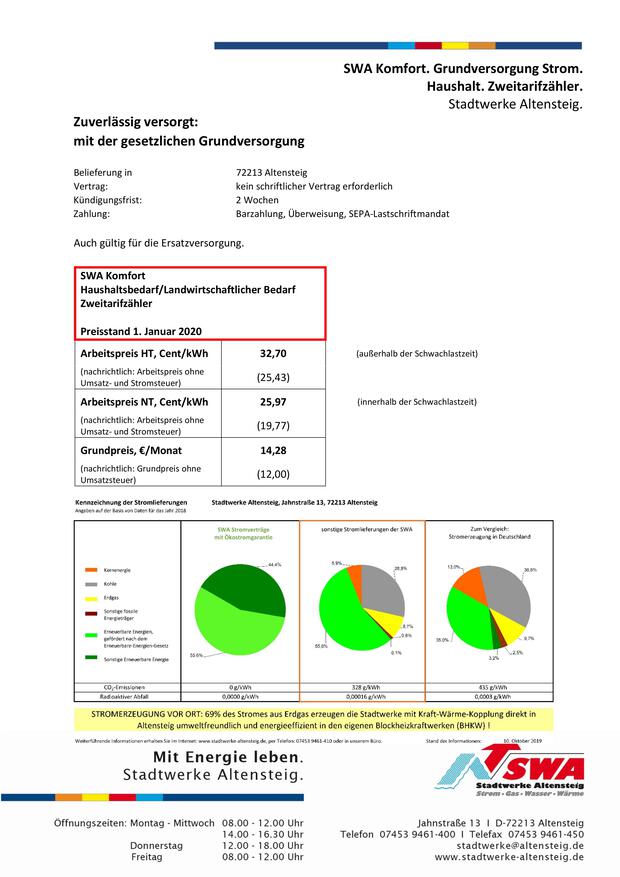 SWA Komfort. Grundversorgung Strom.
Haushalt. Zweitarifzähler.
Stadtwerke Altensteig.
Zuverlässig versorgt:
mit der gesetzlichen Grundversorgung
Belieferung in 72213 Altensteig
Vertrag: kein schriftlicher Vertrag erforderlich
Kündigungsfrist: 2 Wochen
Zahlung: Barzahlung, Überweisung, SEPA-Lastschriftmandat
Auch gültig für die Ersatzversorgung.
SWA Komfort
Haushaltsbedarf/Landwirtschaftlicher Bedarf
Zweitarifzähler
Preisstand 1. Januar 2020
Arbeitspreis HT, Cent/kWh 32,70 (außerhalb der Schwachlastzeit)
(nachrichtlich: Arbeitspreis ohne
Umsatz- und Stromsteuer) (25,43)
Arbeitspreis NT, Cent/kWh 25,97 (innerhalb der Schwachlastzeit)
(nachrichtlich: Arbeitspreis ohne
Umsatz- und Stromsteuer) (19,77)
Grundpreis, €/Monat 14,28
(nachrichtlich: Grundpreis ohne
Umsatzsteuer) (12,00)
Kennzeichnung der Stromlieferungen Stadtwerke Altensteig, Jahnstraße 13, 72213 Altensteig
Angaben auf der Basis von Daten für das Jahr 2018
SWA Stromverträge
mit Ökostromgarantie
sonstige Stromlieferungen der SWA
Zum Vergleich:
Stromerzeugung in Deutschland
Kernenergie
Kohle
Erdgas
Sonstige fossile
Energieträger
Erneuerbare Energien,
gefördert nach dem
Erneuerbare-Energien-Gesetz
Sonstige Erneuerbare Energie
44,4%
55,6%
28,8%
0,1%
55,8%
13,0%
8,7%
2,5%
3,2%
CO2-Emissionen 0 g/kWh 328 g/kWh 435 g/kWh
Radioaktiver Abfall 0,0000 g/kWh 0,00016 g/kWh 0,0003 g/kWh
STROMERZEUGUNG VOR ORT: 69% des Stromes aus Erdgas erzeugen die Stadtwerke mit Kraft-Wärme-Kopplung direkt in
Altensteig umweltfreundlich und energieeffizient in den eigenen Blockheizkraftwerken (BHKW) !
Weiterführende Informationen erhalten Sie im Internet: www.stadtwerke-altensteig.de, per Telefon: 07453 9461-410 oder in unserem Büro. Stand der Informationen: 10. Oktober 2019
Mit Energie leben.
Stadtwerke Altensteig.
SWA
Stadtwerke Altensteig
Strom - Gas - Wasser - Wärme
Öffnungszeiten: Montag - Mittwoch 08.00 - 12.00 Uhr
14.00 - 16.30 Uhr
Donnerstag 12.00 - 18.00 Uhr
Freitag 08.00 - 12.00 Uhr
Jahnstraße 13 I D-72213 Altensteig
Telefon 07453 9461-400 I Telefax 07453 9461-450
stadtwerke@altensteig.de
www.stadtwerke-altensteig.de